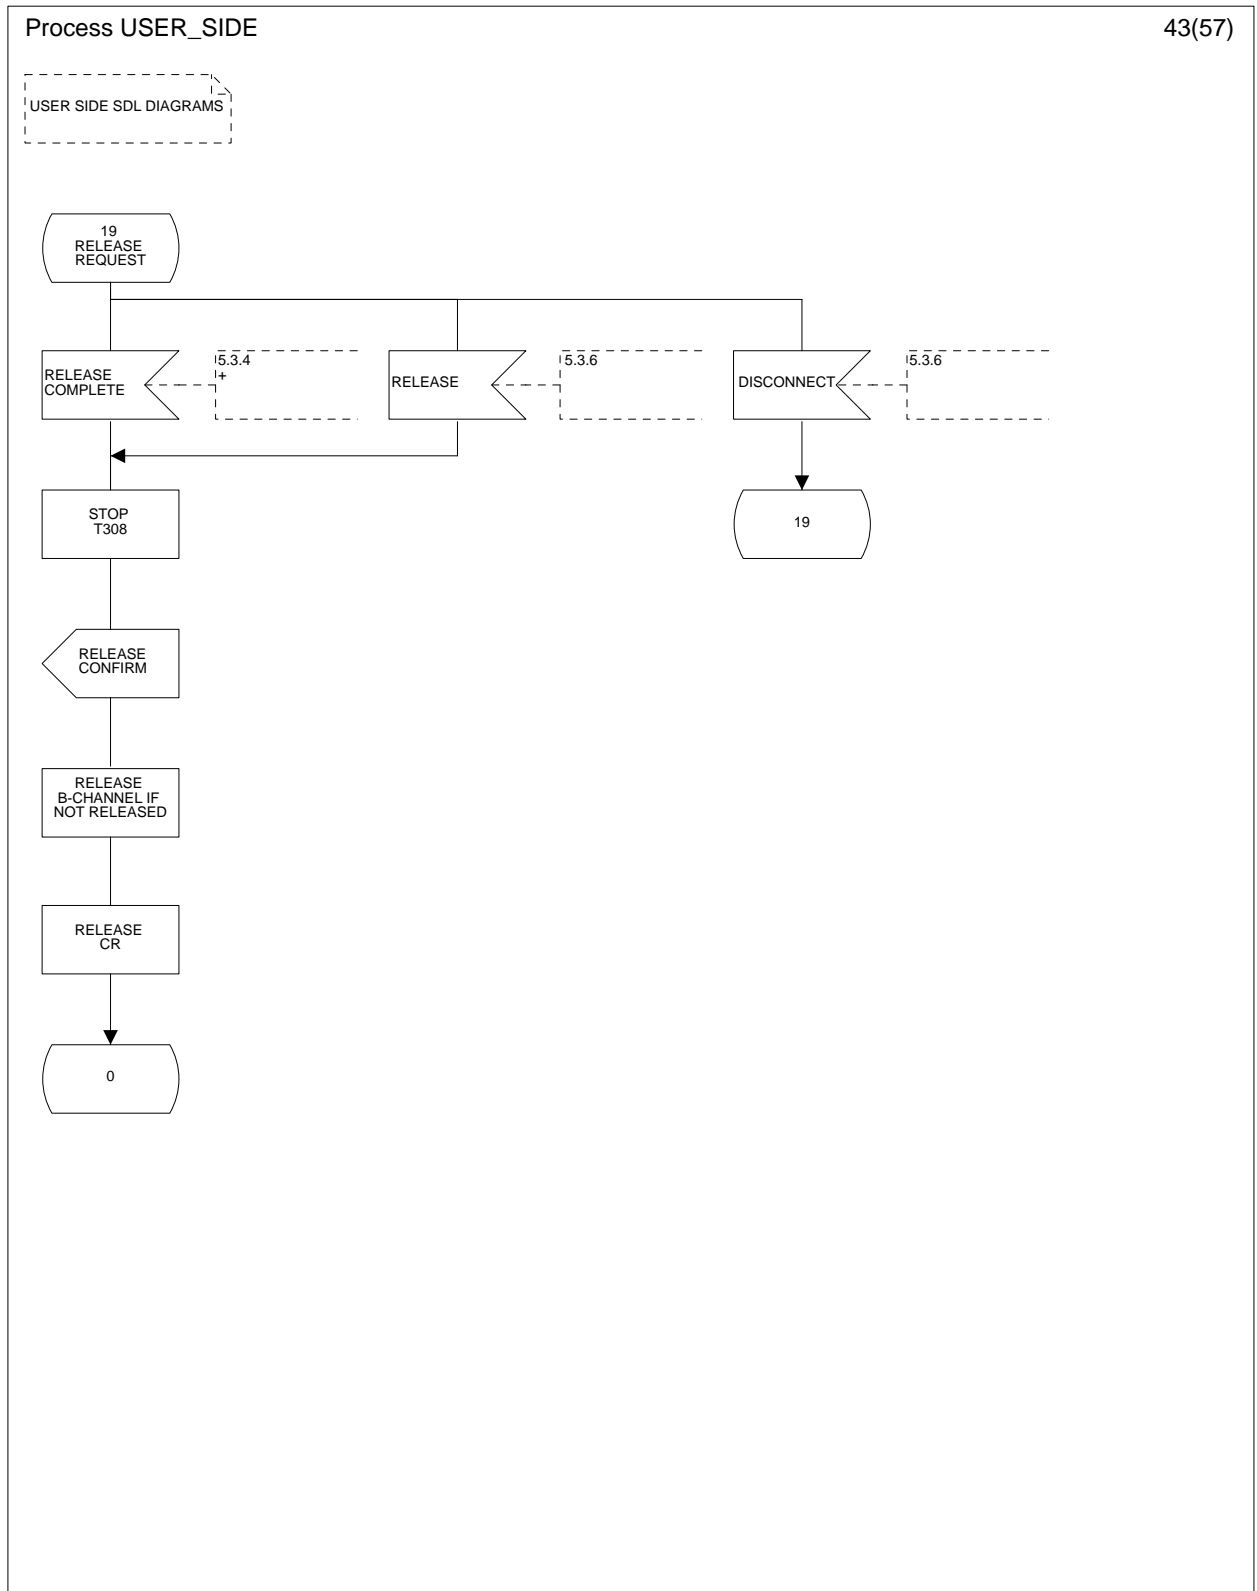 Process USER_SIDE
43(57)
USER SIDE SDL DIAGRAMS
19
RELEASE
REQUEST
RELEASE
COMPLETE
5.3.4
+
RELEASE
5.3.6
DISCONNECT
5.3.6
STOP
T308
19
RELEASE
CONFIRM
RELEASE
B-CHANNEL IF
NOT RELEASED
RELEASE
CR
0